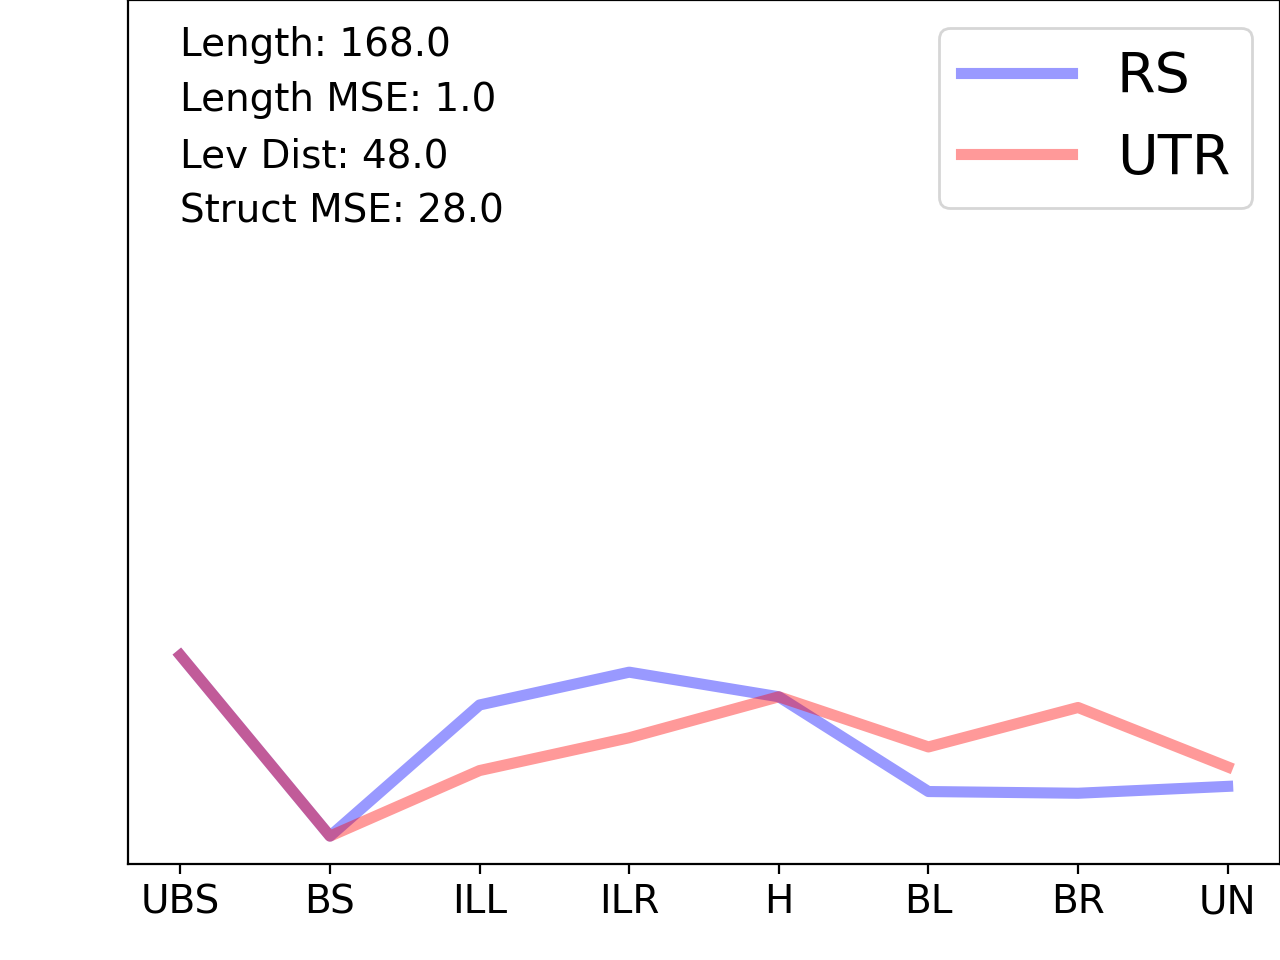 Length: 168.0
Length MSE: 1.0
Lev Dist: 48.0
Struct MSE: 28.0
RS
UTR
UBS BS ILL ILR H BL BR UN